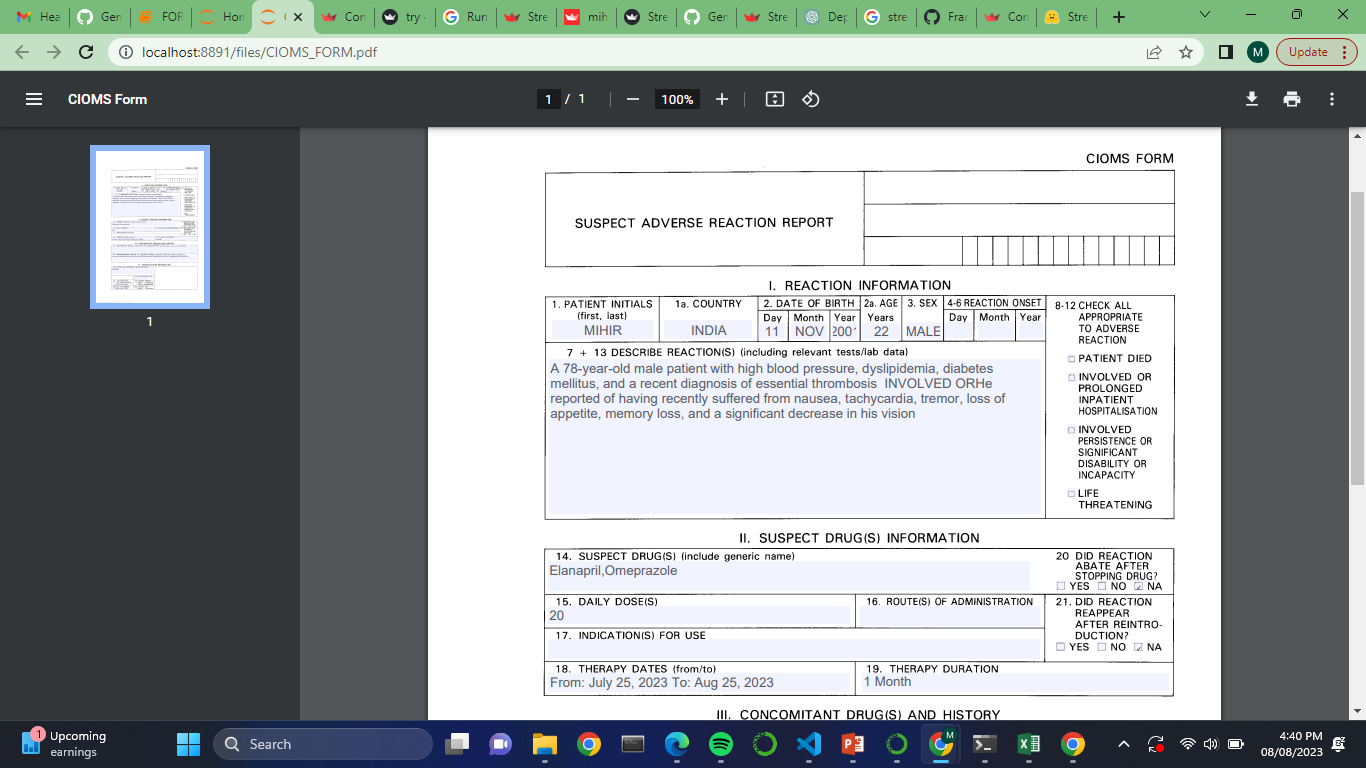 Hea
Ger
FOR
Hor
C
Con
try
Run
Stre
mih
Stre
Ger
Stre
Dep
stre
Frar
Con
Stre
localhost:8891/files/CIOMS_FORM.pdf
M
Update
CIOMS Form
1 / 1
100%
1
CIOMS FORM
SUSPECT ADVERSE REACTION REPORT
I. REACTION INFORMATION
1. PATIENT INITIALS
(first, last)
MIHIR
1a. COUNTRY
INDIA
2. DATE OF BIRTH
Day Month Year
11 NOV 200
2a. AGE
Years
22
3. SEX
MALE
4-6 REACTION ONSET
Day Month Year
8-12 CHECK ALL
APPROPRIATE
TO ADVERSE
REACTION
PATIENT DIED
INVOLVED OR
PROLONGED
INPATIENT
HOSPITALISATION
INVOLVED
PERSISTENCE OR
SIGNIFICANT
DISABILITY OR
INCAPACITY
LIFE
THREATENING
7 + 13 DESCRIBE REACTION(S) (including relevant tests/lab data)
A 78-year-old male patient with high blood pressure, dyslipidemia, diabetes
mellitus, and a recent diagnosis of essential thrombosis INVOLVED ORHe
reported of having recently suffered from nausea, tachycardia, tremor, loss of
appetite, memory loss, and a significant decrease in his vision
II. SUSPECT DRUG(S) INFORMATION
14. SUSPECT DRUG(S) (include generic name)
Elanapril,Omeprazole
20 DID REACTION
ABATE AFTER
STOPPING DRUG?
YES NO NA
15. DAILY DOSE(S)
20
16. ROUTE(S) OF ADMINISTRATION
21. DID REACTION
REAPPEAR
AFTER REINTRO-
DUCTION?
YES NO NA
17. INDICATION(S) FOR USE
18. THERAPY DATES (from/to)
From: July 25, 2023 To: Aug 25, 2023
19. THERAPY DURATION
1 Month
III. CONCOMITANT DRUG(S) AND HISTORY
1
Upcoming
earnings
Search
M
4:40 PM
08/08/2023